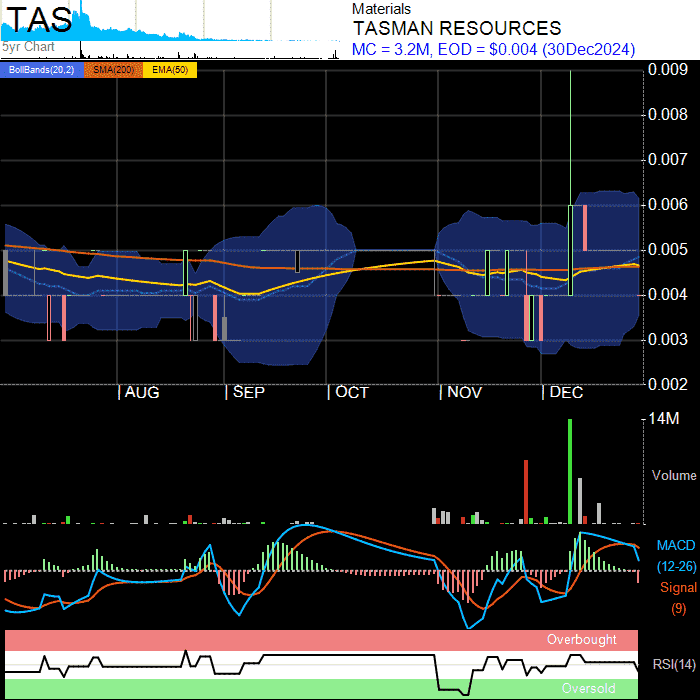 TAS
5yr Chart
Materials
TASMAN RESOURCES
MC = 3.2M, EOD = $0.004 (30Dec2024)
BollBands(20,2) SMA(200) EMA(50)
0.009
0.008
0.007
0.006
0.005
0.004
0.003
0.002
AUG SEP OCT NOV DEC
14M
Volume
MACD
(12-26)
Signal
(9)
Overbought
RSI(14)
Oversold